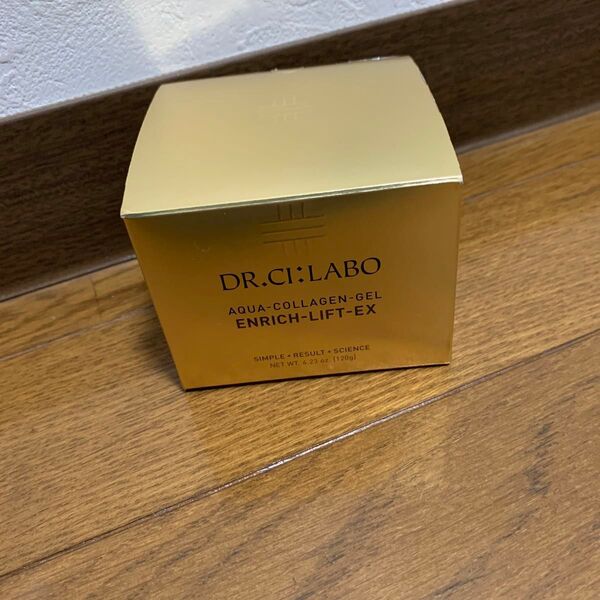 DR.CI:LABO
AQUA-COLLAGEN-GEL
ENRICH-LIFT-EX
SIMPLE + RESULT + SCIENCE
NET WT. 4.23 oz. [120g]